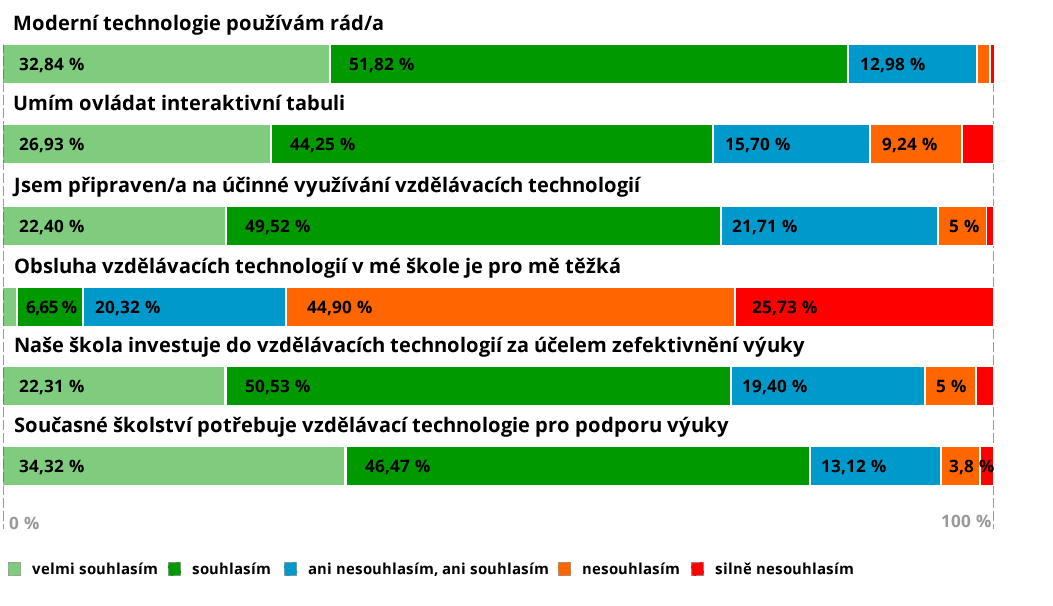 Moderní technologie používám rád/a
32,84 % 51,82 % 12,98 %
Umím ovládat interaktivní tabuli
26,93 % 44,25 % 15,70 % 9,24 %
Jsem připraven/a na účinné využívání vzdělávacích technologií
22,40 % 49,52 % 21,71 % 5 %
Obsluha vzdělávacích technologií v mé škole je pro mě těžká
6,65 % 20,32 % 44,90 % 25,73 %
Naše škola investuje do vzdělávacích technologií za účelem zefektivnění výuky
22,31 % 50,53 % 19,40 % 5 %
Současné školství potřebuje vzdělávací technologie pro podporu výuky
34,32 % 46,47 % 13,12 % 3,8 %
0 % 100 %
velmi souhlasím souhlasím ani nesouhlasím, ani souhlasím nesouhlasím silně nesouhlasím